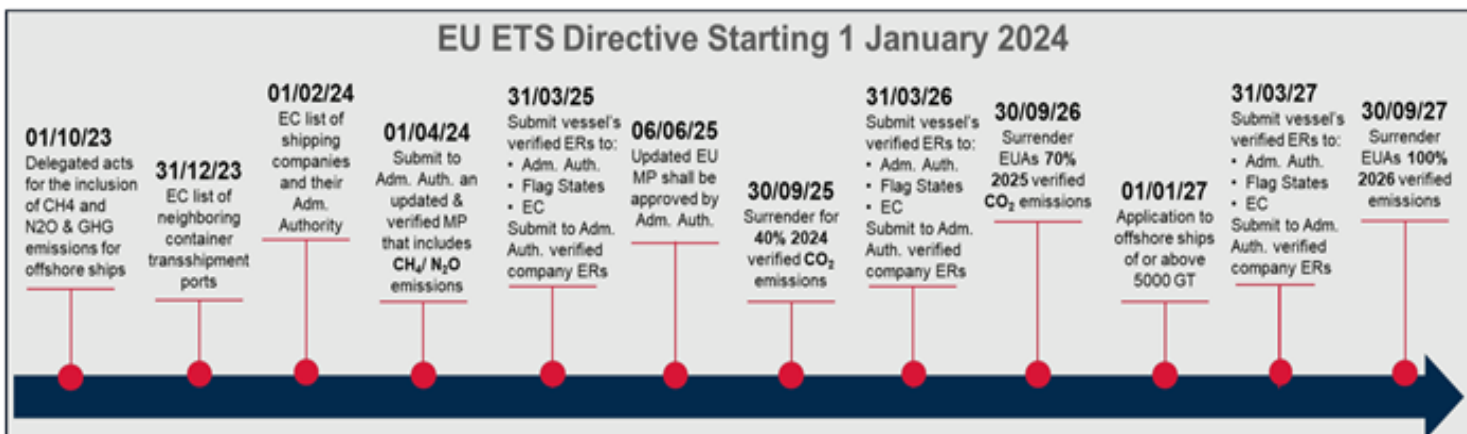 EU ETS Directive Starting 1 January 2024
01/10/23
Delegated acts
for the inclusion
of CH4 and
N2O & GHG
emissions for
offshore ships
31/12/23
EC list of
neighboring
container
transshipment
ports
01/02/24
EC list of
shipping
companies
and their
Adm.
Authority
01/04/24
Submit to
Adm. Auth. an
updated &
verified MP
that includes
CH₄/ N₂O
emissions
31/03/25
Submit vessel's
verified ERs to:
• Adm. Auth.
• Flag States
• EC
Submit to Adm.
Auth. verified
company ERs
06/06/25
Updated EU
MP shall be
approved by
Adm. Auth.
30/09/25
Surrender for
40% 2024
verified CO₂
emissions
31/03/26
Submit vessel's
verified ERs to:
• Adm. Auth.
• Flag States
• EC
Submit to Adm.
Auth. verified
company ERs
30/09/26
Surrender
EUAs 70%
2025 verified
CO₂ emissions
01/01/27
Application to
offshore ships
of or above
5000 GT
31/03/27
Submit vessel's
verified ERs to:
• Adm. Auth.
• Flag States
• EC
Submit to Adm.
Auth. verified
company ERs
30/09/27
Surrender
EUAs 100%
2026 verified
emissions